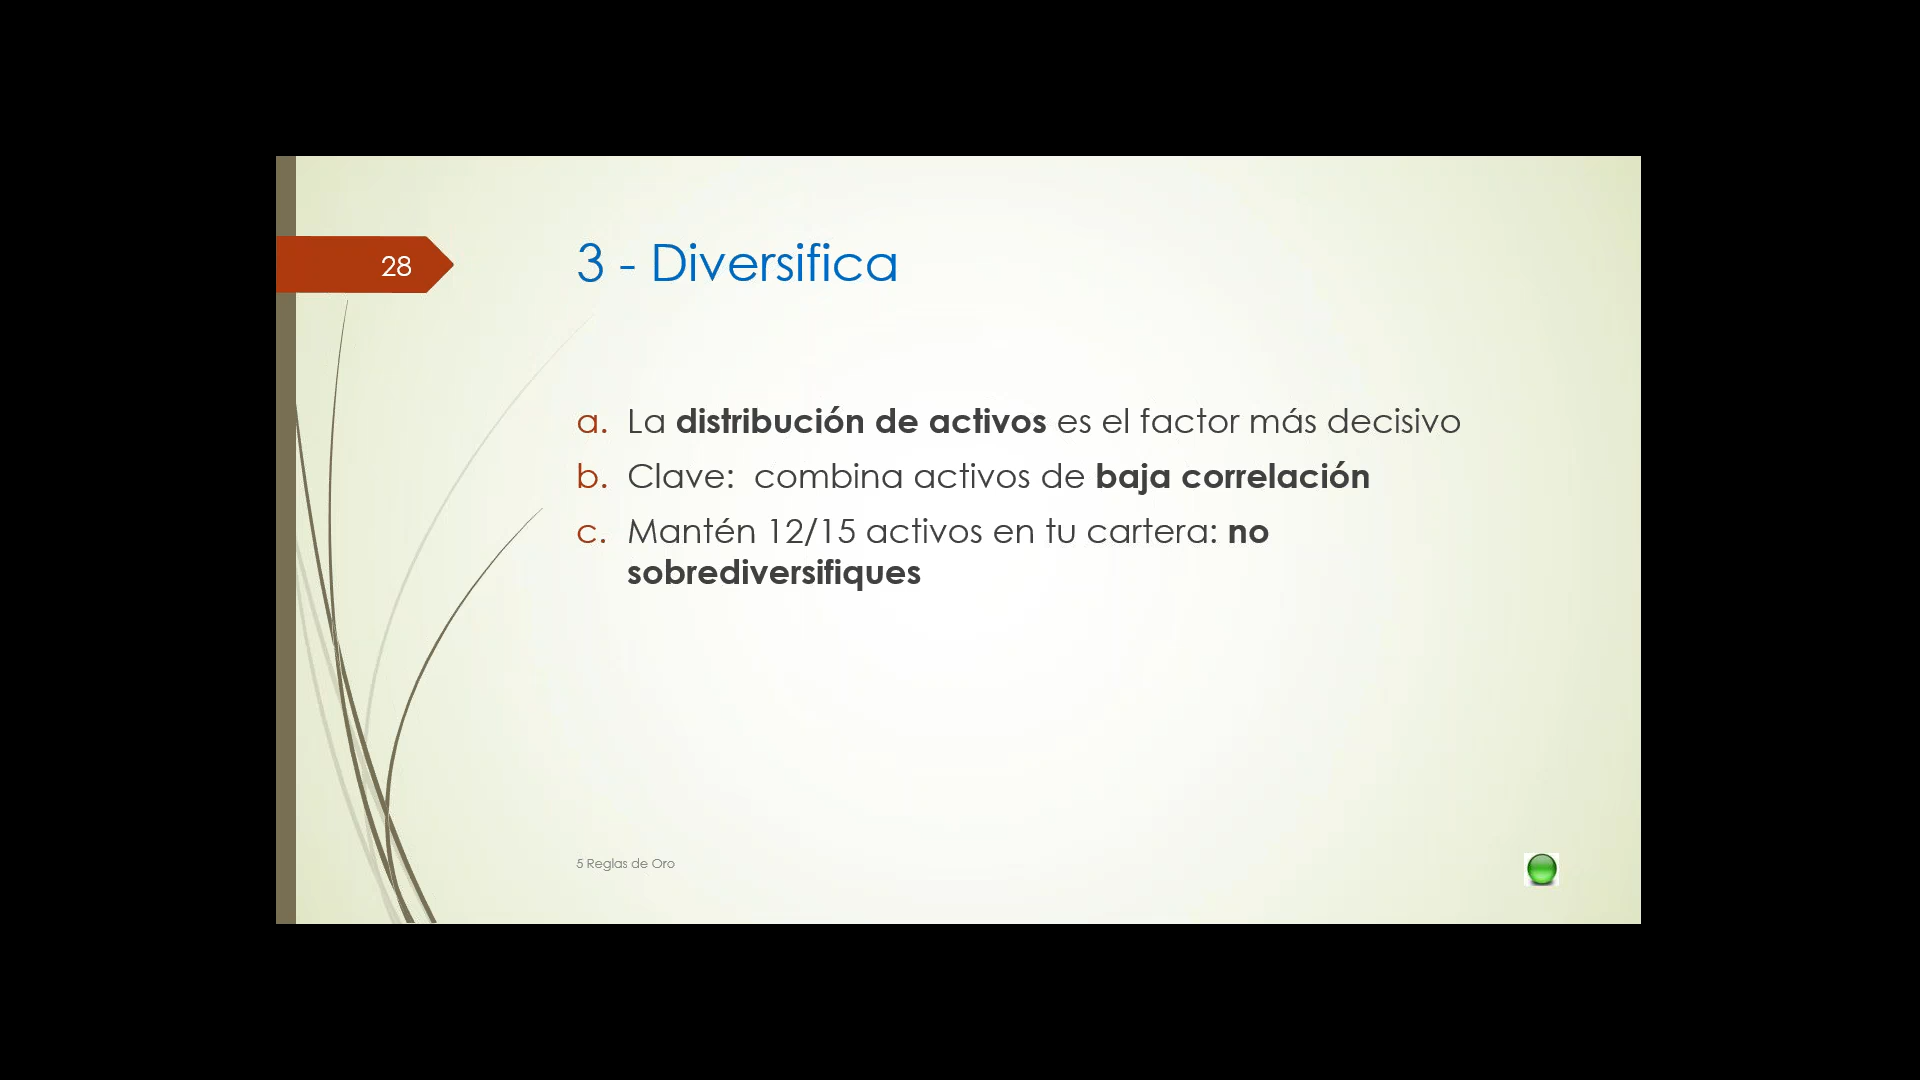 28
3 - Diversifica
a. La distribución de activos es el factor más decisivo
b. Clave:  combina activos de baja correlación
c. Mantén 12/15 activos en tu cartera: no
sobrediversifiques
5 Reglas de Oro